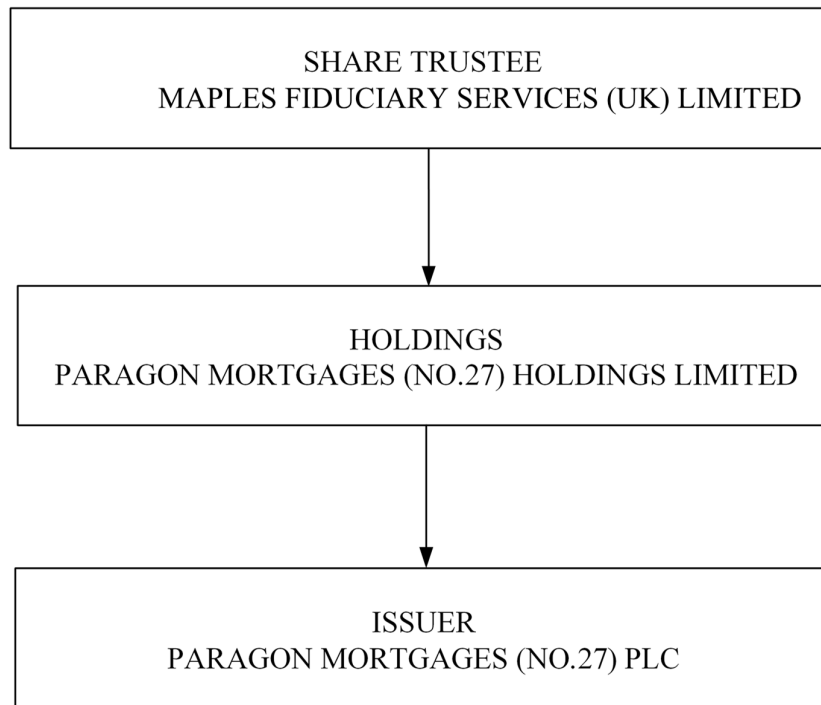 SHARE TRUSTEE
MAPLES FIDUCIARY SERVICES (UK) LIMITED
HOLDINGS
PARAGON MORTGAGES (NO.27) HOLDINGS LIMITED
ISSUER
PARAGON MORTGAGES (NO.27) PLC